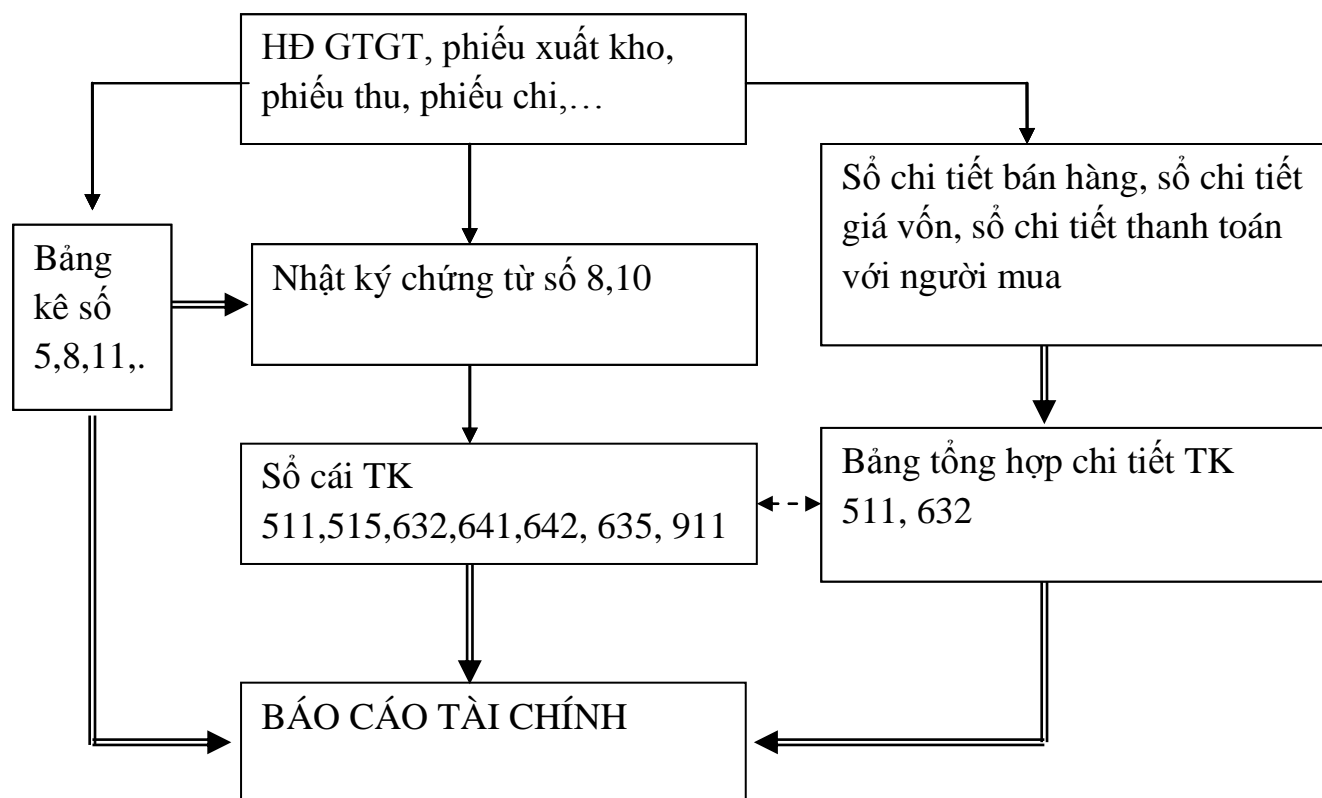 HĐ GTGT, phiếu xuất kho,
phiếu thu, phiếu chi,…
Sổ chi tiết bán hàng, sổ chi tiết
giá vốn, sổ chi tiết thanh toán
với người mua
Bảng
kê số
5,8,11,.
Nhật ký chứng từ số 8,10
Sổ cái TK
511,515,632,641,642, 635, 911
Bảng tổng hợp chi tiết TK
511, 632
BÁO CÁO TÀI CHÍNH